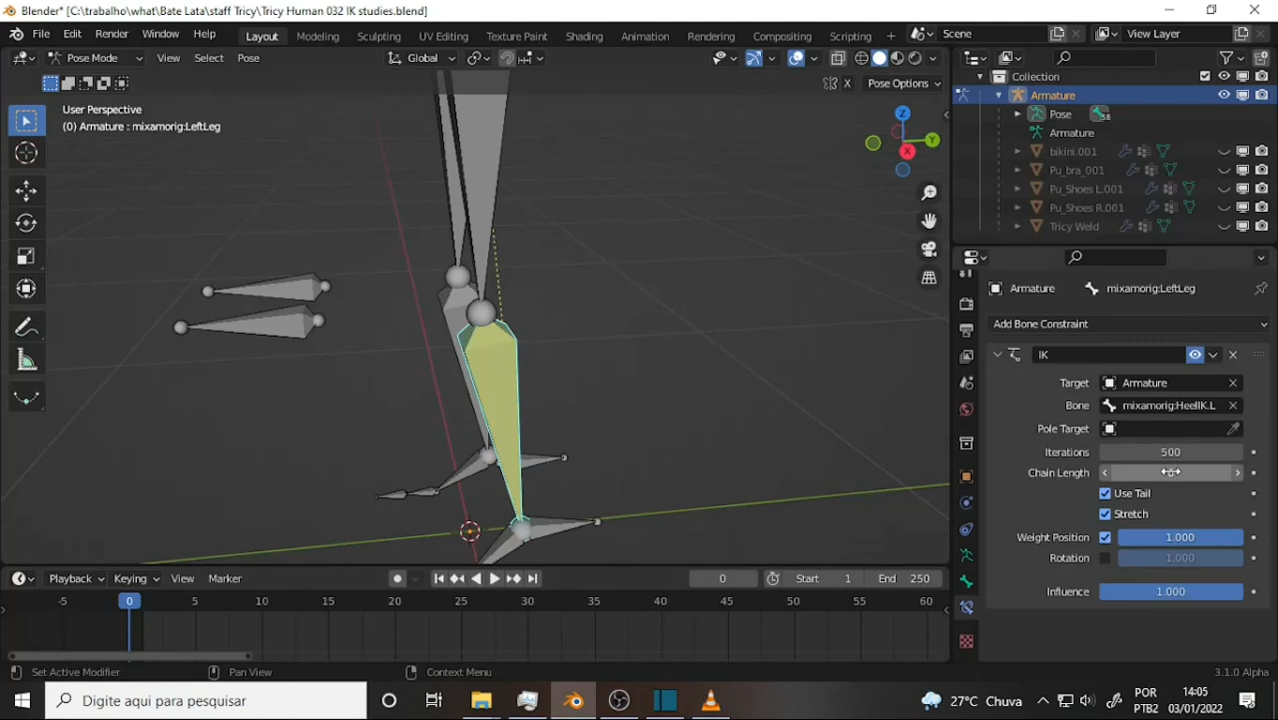 Blender* [C:\trabalho\what\Bate Lata\staff Tricy\Tricy Human 032 IK studies.blend]
File Edit Render Window Help Layout Modeling Sculpting UV Editing Texture Paint Shading Animation Rendering Compositing Scripting + Scene View Layer
Pose Mode View Select Pose Global
X Pose Options
User Perspective
(0) Armature : mixamorig:LeftLeg
Z
Y
X
Collection
Armature
Pose 58
Armature
bikini.001
Pu_bra_001
Pu_Shoes L.001
Pu_Shoes R.001
Tricy Weld
Armature mixamorig:LeftLeg
Add Bone Constraint
IK
Target Armature
Bone mixamorig:HeelIK.L
Pole Target
Iterations 500
Chain Length
Use Tail
Stretch
Weight Position 1.000
Rotation 1.000
Influence 1.000
Playback Keying View Marker 0 Start 1 End 250
-5 0 5 10 15 20 25 30 35 40 45 50 55 60
Set Active Modifier Pan View Context Menu 3.1.0 Alpha
Digite aqui para pesquisar 27°C Chuva POR 14:05
PTB2 03/01/2022